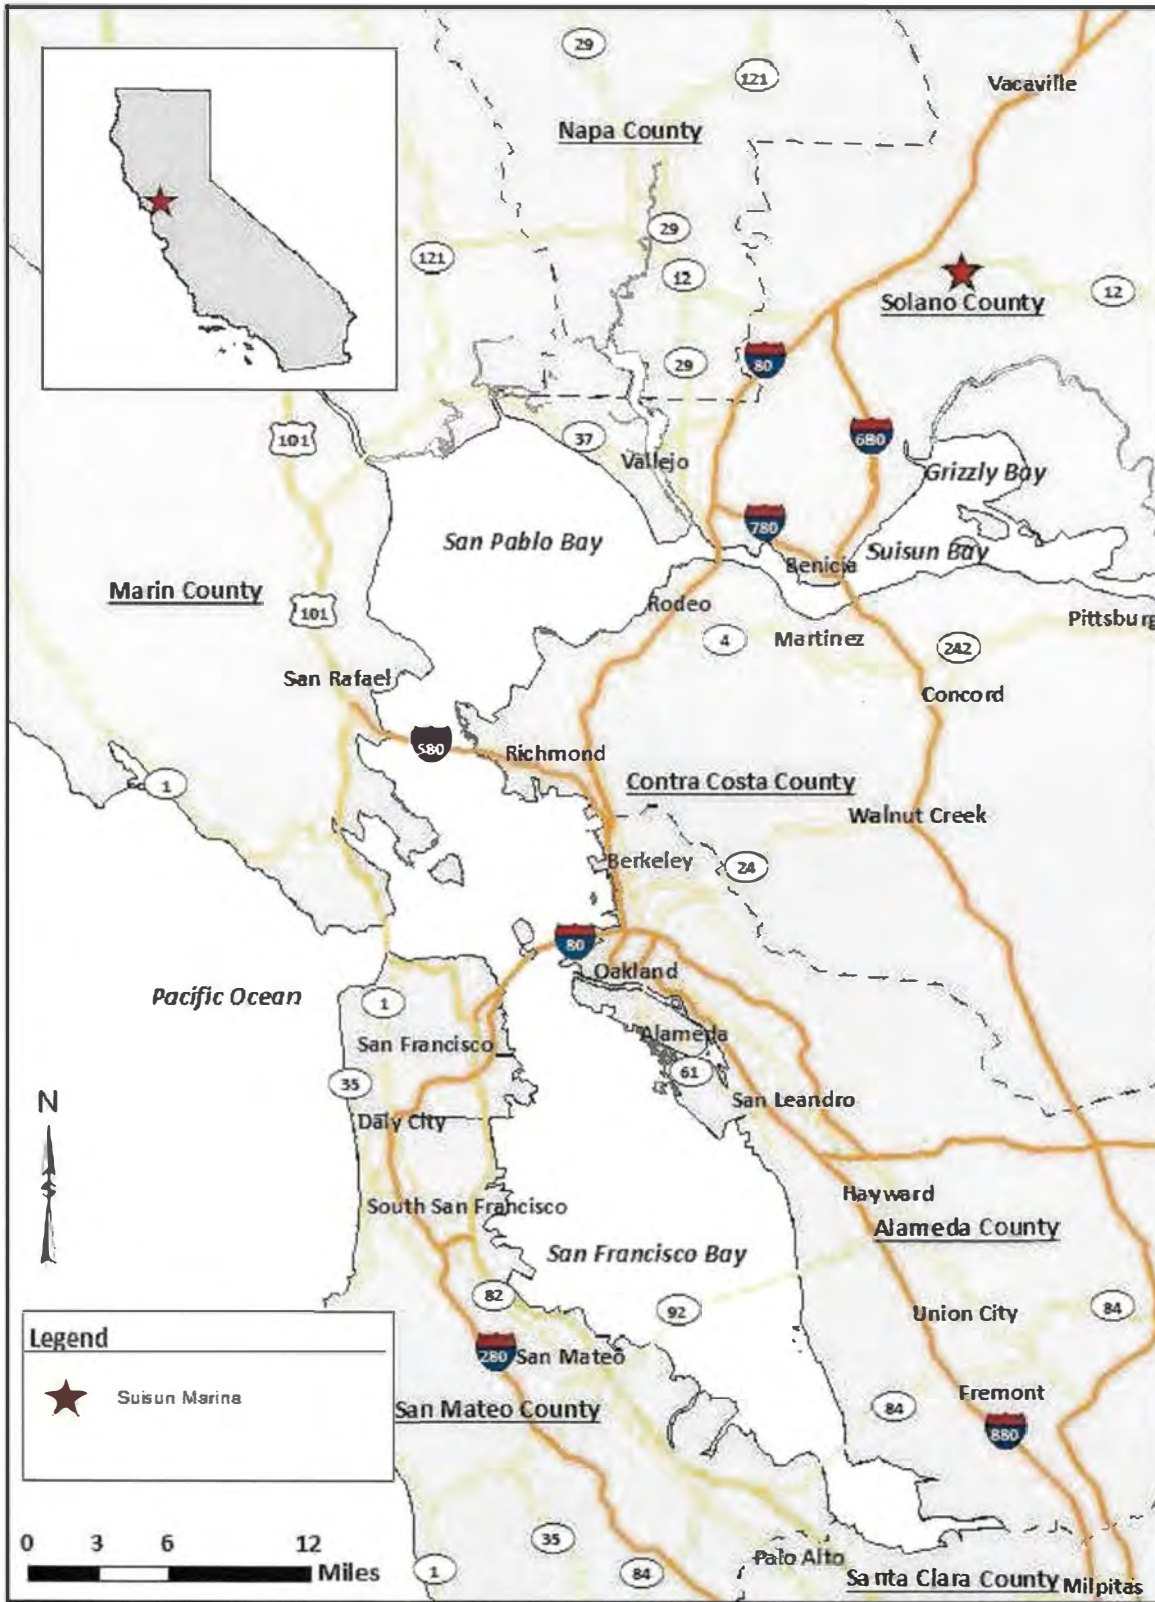 29
121
Vacaville
Napa County
29
121
12
Solano County
12
80
29
101
37
680
Vallejo
Grizzly Bay
780
San Pablo Bay
Suisun Bay
Benicia
Marin County
101
Rodeo
Pittsburg
4
Martinez
242
San Rafael
Concord
580
Richmond
1
Contra Costa County
Walnut Creek
Berkeley
24
80
Oakland
Pacific Ocean
1
San Francisco
Alameda
61
35
San Leandro
N
Daly City
S
Hayward
South San Francisco
Alameda County
San Francisco Bay
82
92
84
Union City
Legend
280
San Mateo
Suisun Marina
Fremont
San Mateo County
84
880
0 3 6 12
Miles
35
Palo Alto
1
84
Santa Clara County
Milpitas